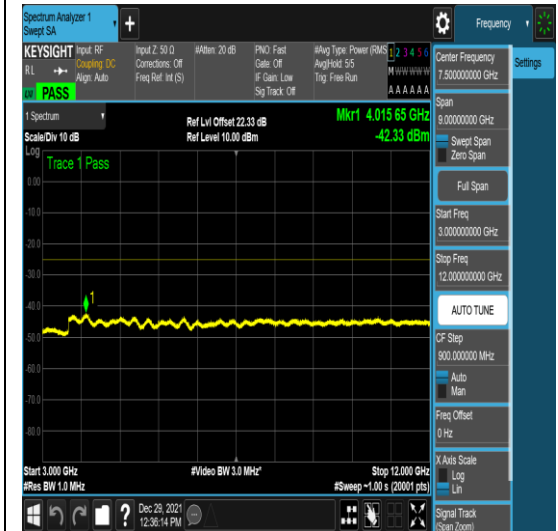 Spectrum Analyzer 1
Swept SA
+
Frequency
KEYSIGHT
Input: RF
Input Z: 50 Ω
#Atten: 20 dB
PNO: Fast
#Avg Type: Power (RMS
1 2 3 4 5 6
RL
Coupling: DC
Corrections: Off
Gate: Off
Avg|Hold: 5/5
M W W W W W
Align: Auto
Freq Ref: Int (S)
IF Gain: Low
Trig: Free Run
PASS
Sig Track: Off
A A A A A A
Center Frequency
7.500000000 GHz
Settings
Span
9.00000000 GHz
Swept Span
Zero Span
Full Span
Start Freq
3.000000000 GHz
Stop Freq
12.000000000 GHz
AUTO TUNE
CF Step
900.000000 MHz
Auto
Man
Freq Offset
0 Hz
X Axis Scale
Log
Lin
Signal Track
(Span Zoom)
1 Spectrum
Ref Lvl Offset 22.33 dB
Mkr1 4.015 65 GHz
Scale/Div 10 dB
Ref Level 10.00 dBm
-42.33 dBm
Log
Trace 1 Pass
0.00
-10.0
-20.0
-30.0
1
-40.0
-50.0
-60.0
-70.0
-80.0
Start 3.000 GHz
#Video BW 3.0 MHz*
Stop 12.000 GHz
#Res BW 1.0 MHz
#Sweep ~1.00 s (20001 pts)
?
Dec 29, 2021
12:36:14 PM